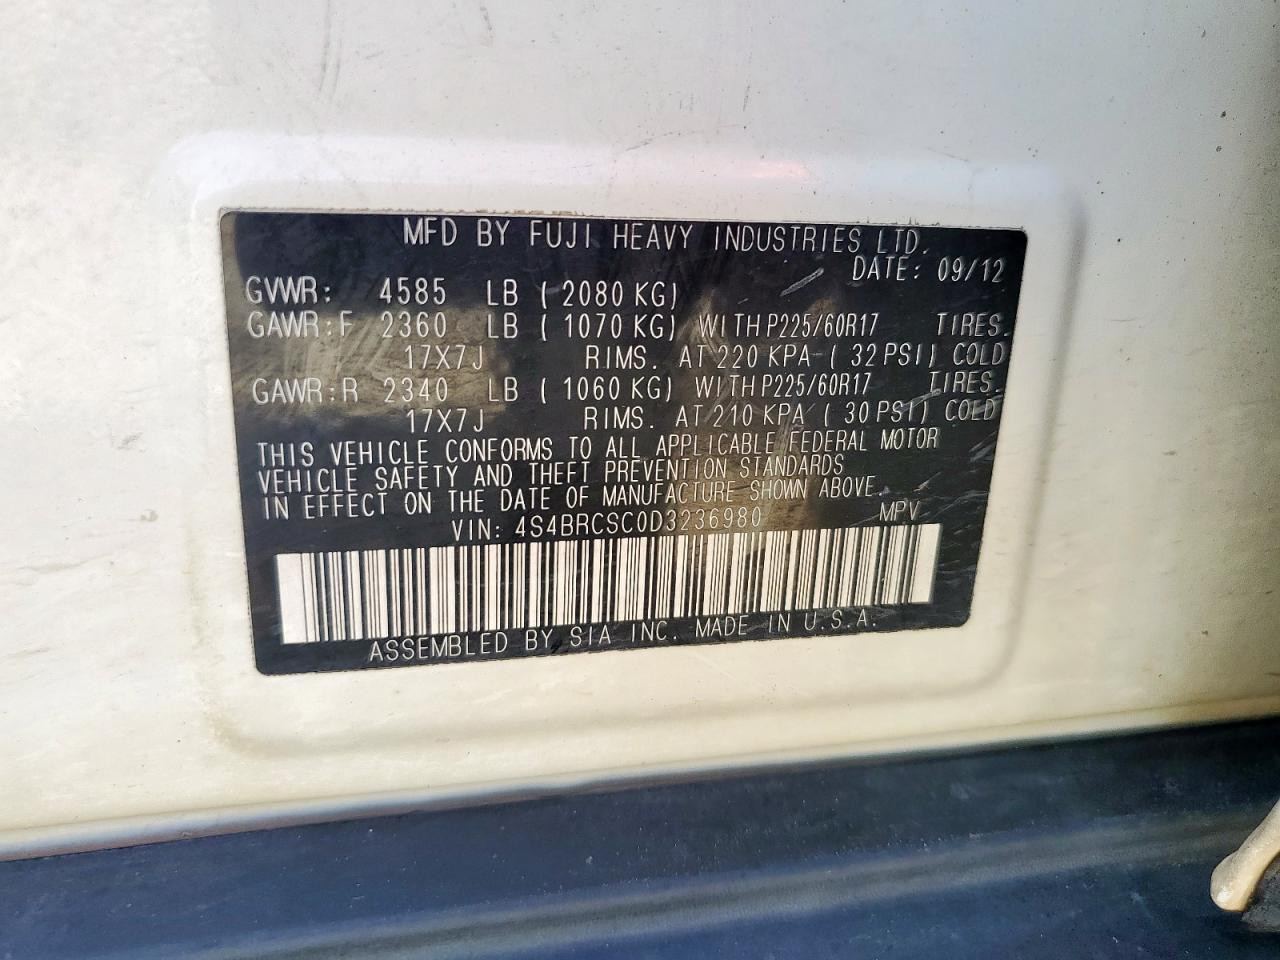 MFD BY FUJI HEAVY INDUSTRIES LTD.
DATE: 09/12
GVWR: 4585 LB ( 2080 KG)
GAWR:F 2360 LB ( 1070 KG) WITH P225/60R17 TIRES.
17X7J RIMS. AT 220 KPA ( 32 PSI) COLD
GAWR:R 2340 LB ( 1060 KG) WITH P225/60R17 TIRES.
17X7J RIMS. AT 210 KPA ( 30 PSI) COLD
THIS VEHICLE CONFORMS TO ALL APPLICABLE FEDERAL MOTOR
VEHICLE SAFETY AND THEFT PREVENTION STANDARDS
IN EFFECT ON THE DATE OF MANUFACTURE SHOWN ABOVE.
VIN: 4S4BRCSC0D3236980 MPV
ASSEMBLED BY SIA INC. MADE IN U.S.A.